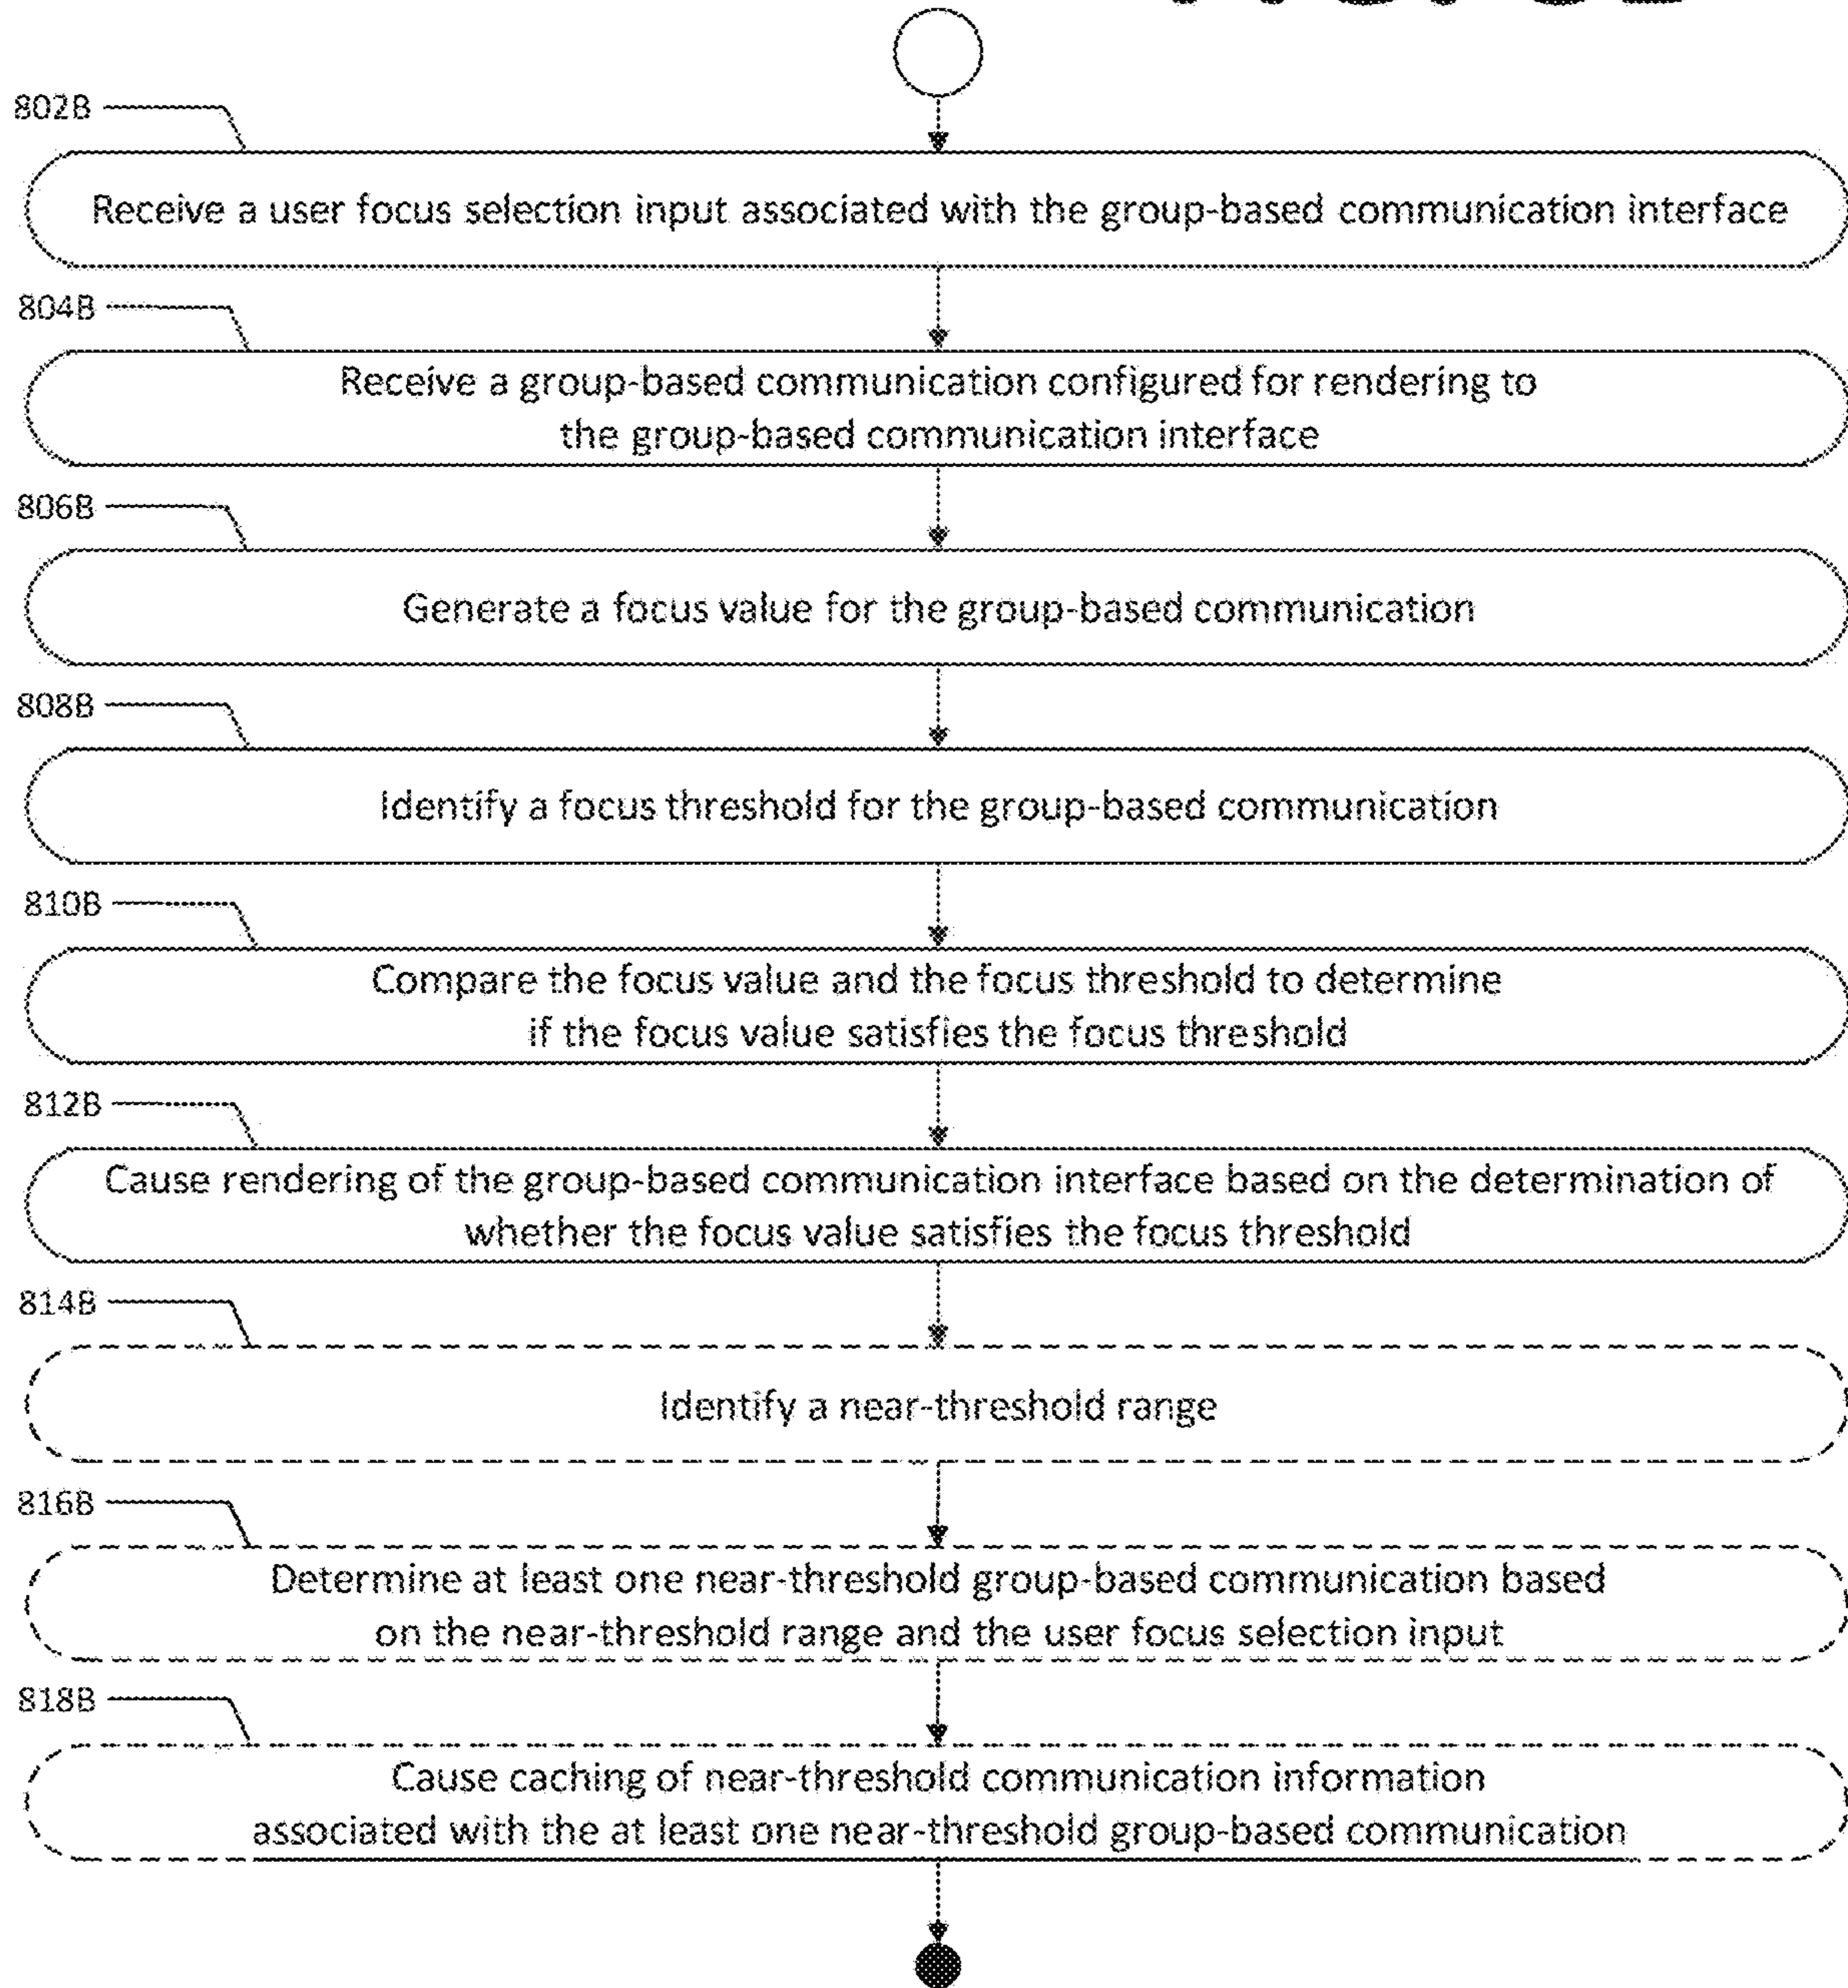 802B
Receive a user focus selection input associated with the group-based communication interface
804B
Receive a group-based communication configured for rendering to
the group-based communication interface
806B
Generate a focus value for the group-based communication
808B
Identify a focus threshold for the group-based communication
810B
Compare the focus value and the focus threshold to determine
if the focus value satisfies the focus threshold
812B
Cause rendering of the group-based communication interface based on the determination of
whether the focus value satisfies the focus threshold
814B
Identify a near-threshold range
816B
Determine at least one near-threshold group-based communication based
on the near-threshold range and the user focus selection input
818B
Cause caching of near-threshold communication information
associated with the at least one near-threshold group-based communication